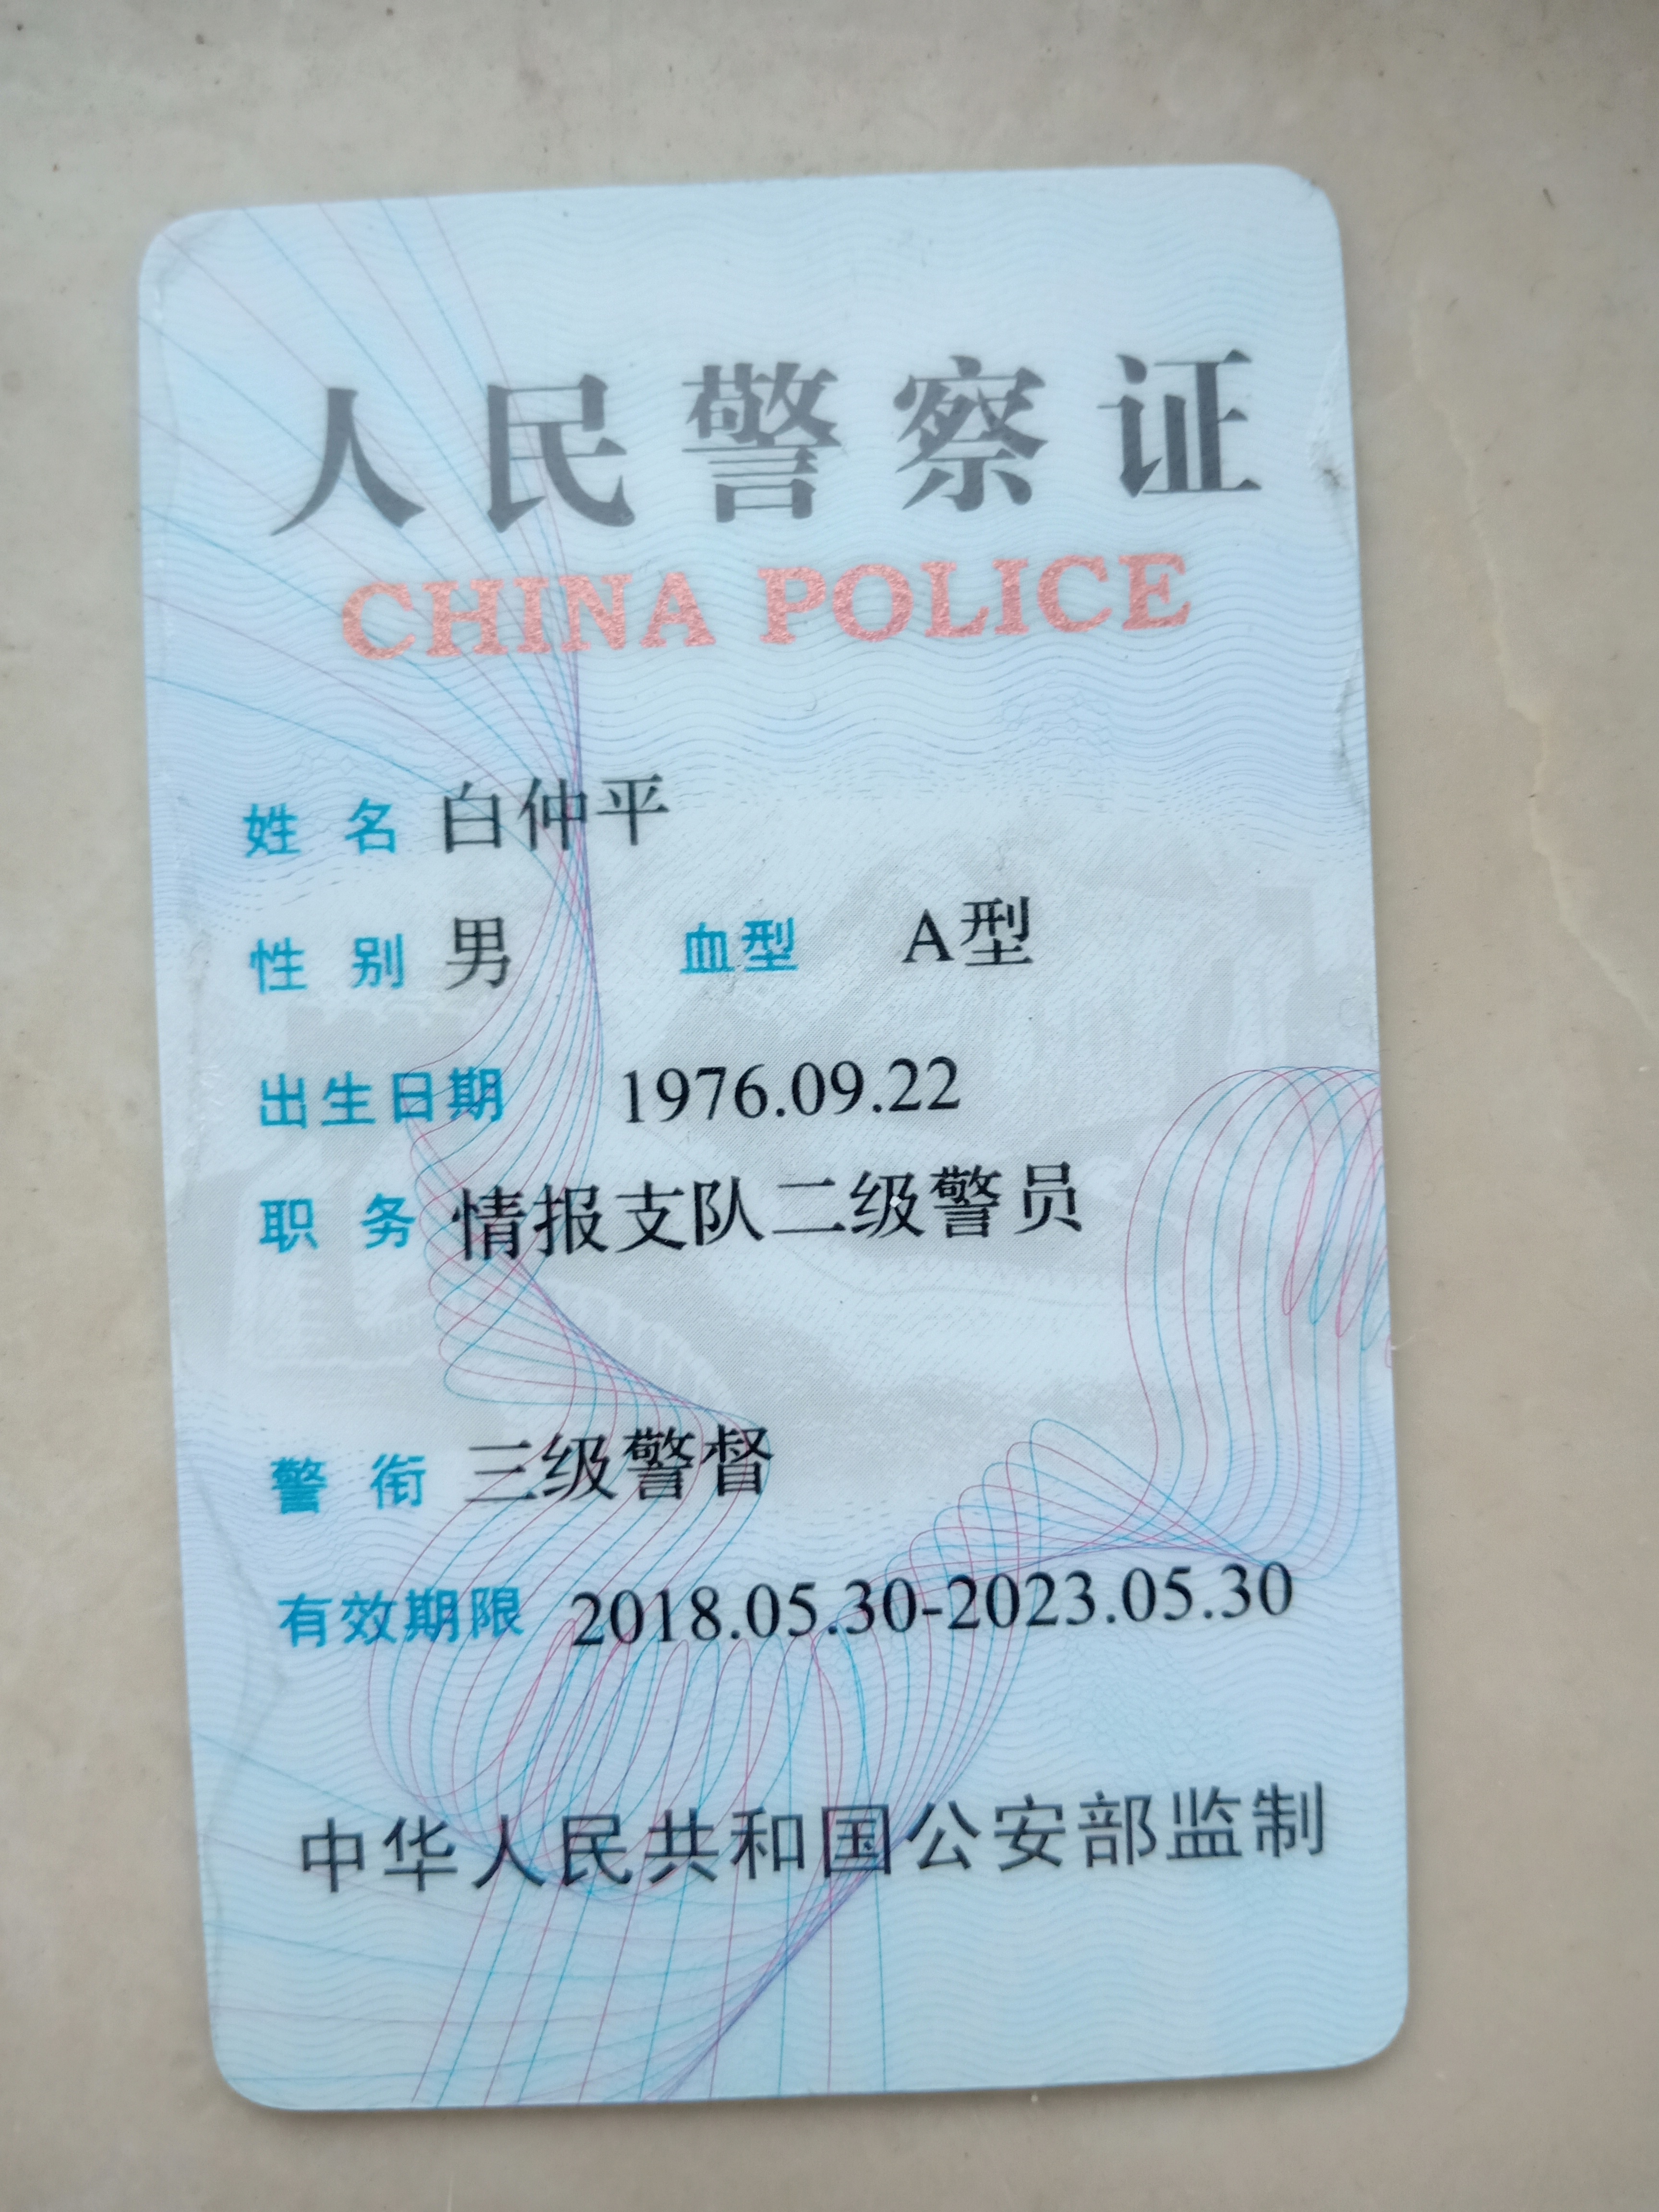 人民警察证
CHINA POLICE
姓 名 白仲平
性 别 男 血型 A型
出生日期 1976.09.22
职 务 情报支队二级警员
警 衔 三级警督
有效期限 2018.05.30-2023.05.30
中华人民共和国公安部监制